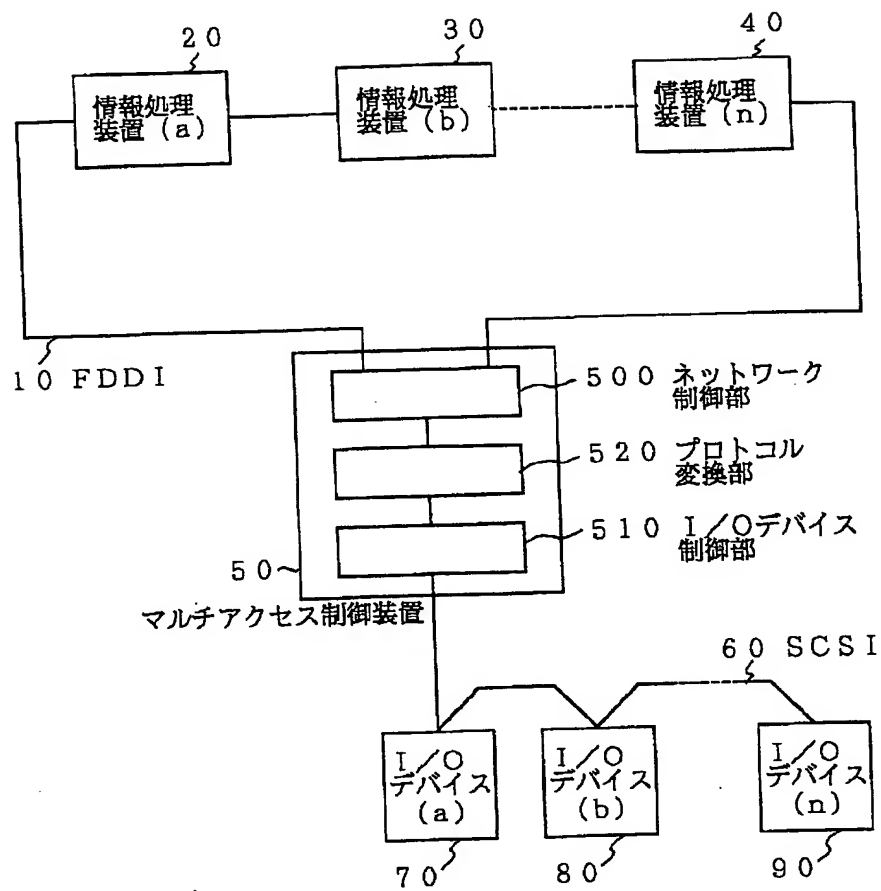 20
30
40
情報処理
装置(a)
情報処理
装置(b)
情報処理
装置(n)
10 FDDI
500 ネットワーク
制御部
520 プロトコル
変換部
510 I/Oデバイス
制御部
50
マルチアクセス制御装置
60 SCSI
I/O
デバイス
(a)
I/O
デバイス
(b)
I/O
デバイス
(n)
70
80
90